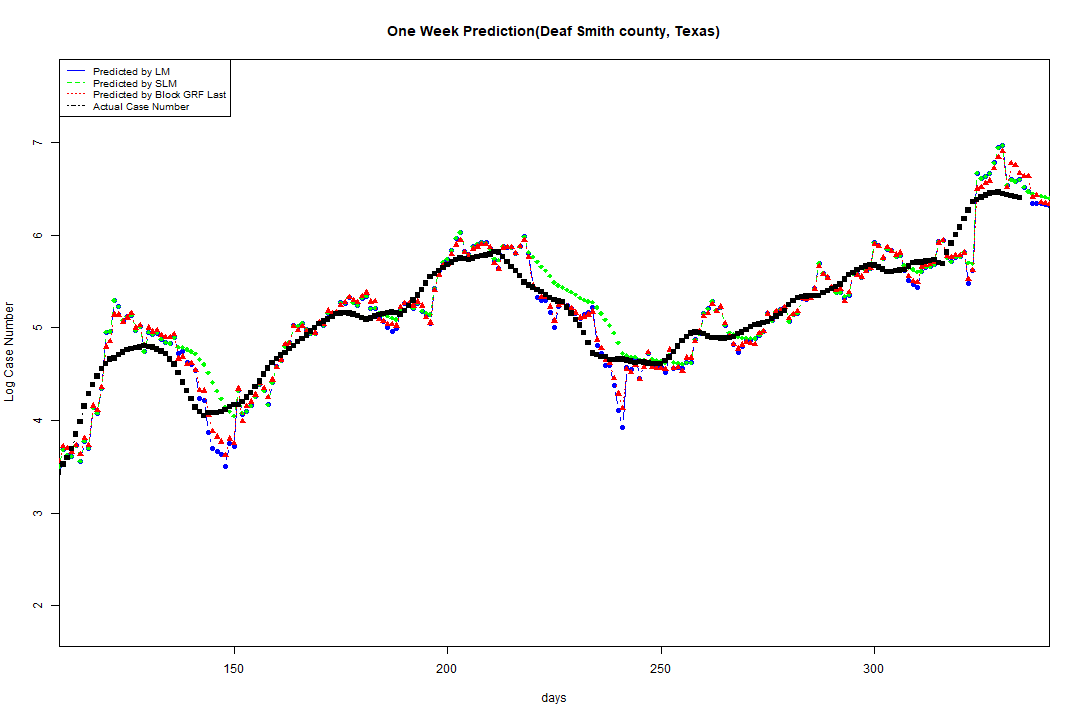 One Week Prediction(Deaf Smith county, Texas)
Predicted by LM
Predicted by SLM
Predicted by Block GRF Last
Actual Case Number
7
6
5
4
3
2
Log Case Number
150 200 250 300
days